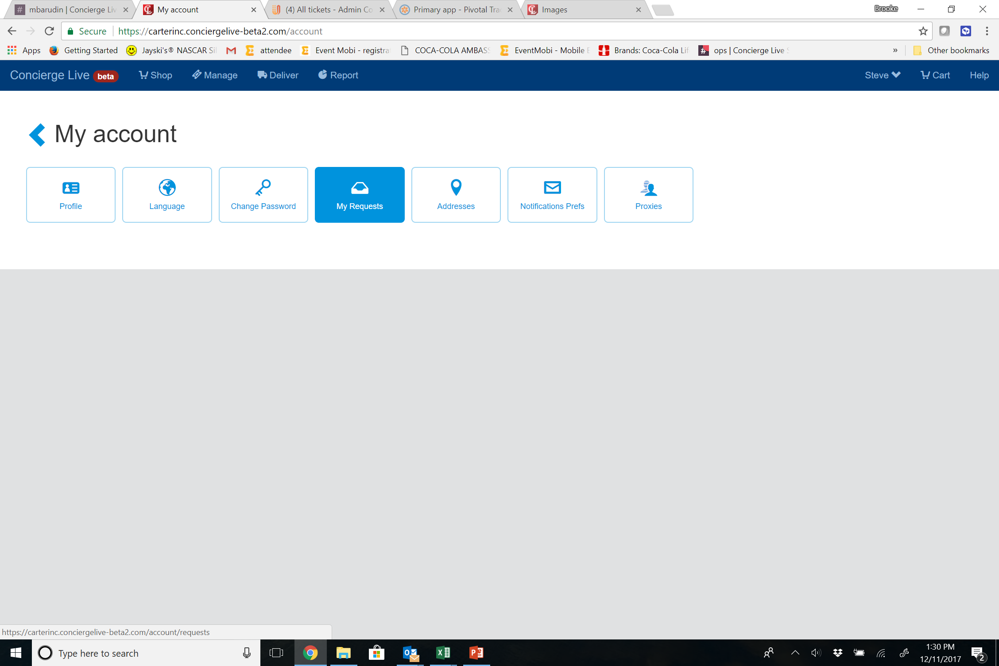 mbarudin | Concierge Liv
My account
(4) All tickets - Admin Co
Primary app - Pivotal Tra
Images
Brooke
Secure
https://carterinc.conciergelive-beta2.com/account
Apps
Getting Started
Jayski's® NASCAR Sil
attendee
Event Mobi - registra
COCA-COLA AMBASS
EventMobi - Mobile E
Brands: Coca-Cola Lif
ops | Concierge Live S
»
Other bookmarks
Concierge Live beta
Shop
Manage
Deliver
Report
Steve
Cart
Help
My account
Profile
Language
Change Password
My Requests
Addresses
Notifications Prefs
Proxies
https://carterinc.conciergelive-beta2.com/account/requests
Type here to search
1:30 PM
12/11/2017
2